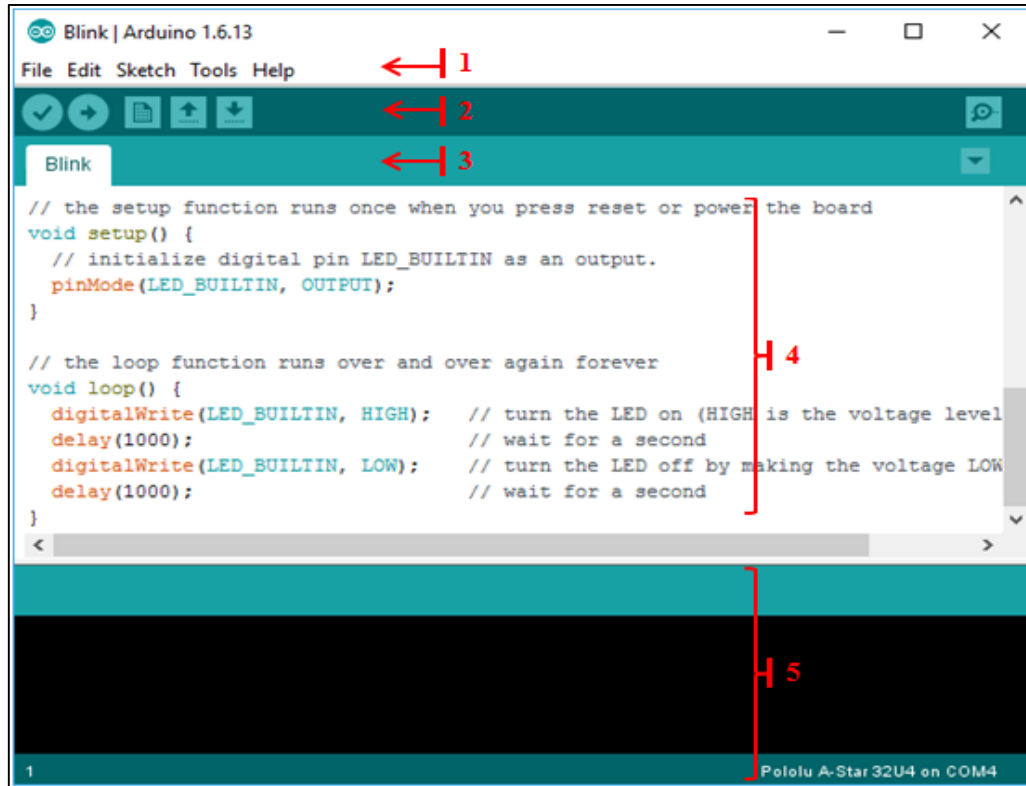 Blink | Arduino 1.6.13
File Edit Sketch Tools Help 1
2
Blink 3
// the setup function runs once when you press reset or power the board
void setup() {
  // initialize digital pin LED_BUILTIN as an output.
  pinMode(LED_BUILTIN, OUTPUT);
}
// the loop function runs over and over again forever
4
void loop() {
  digitalWrite(LED_BUILTIN, HIGH);   // turn the LED on (HIGH is the voltage level
  delay(1000);                       // wait for a second
  digitalWrite(LED_BUILTIN, LOW);    // turn the LED off by making the voltage LOW
  delay(1000);                       // wait for a second
}
5
1 Pololu A-Star 32U4 on COM4